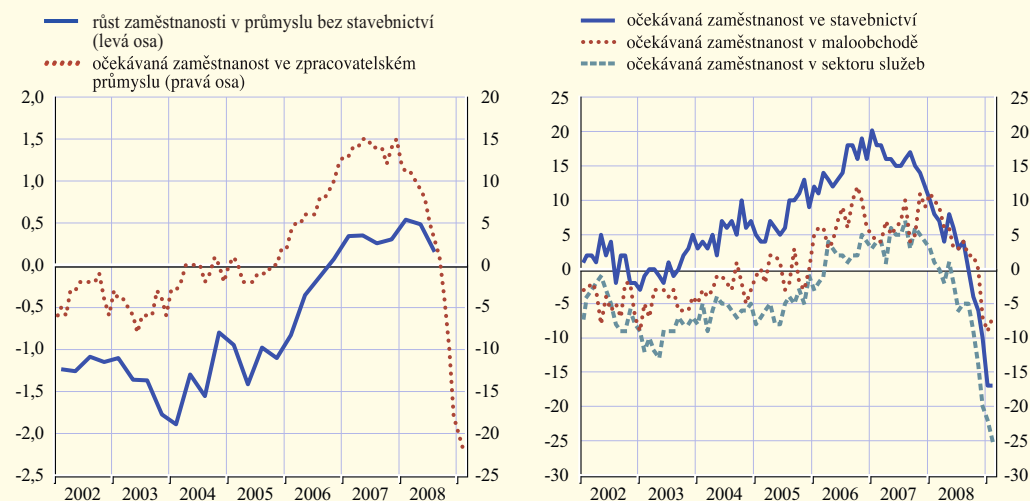 růst zaměstnanosti v průmyslu bez stavebnictví
(levá osa)
očekávaná zaměstnanost ve zpracovatelském
průmyslu (pravá osa)
2,0 20
1,5 15
1,0 10
0,5 5
0,0 0
-0,5 -5
-1,0 -10
-1,5 -15
-2,0 -20
-2,5 -25
2002 2003 2004 2005 2006 2007 2008
očekávaná zaměstnanost ve stavebnictví
očekávaná zaměstnanost v maloobchodě
očekávaná zaměstnanost v sektoru služeb
25 25
20 20
15 15
10 10
5 5
0 0
-5 -5
-10 -10
-15 -15
-20 -20
-25 -25
-30 -30
2002 2003 2004 2005 2006 2007 2008